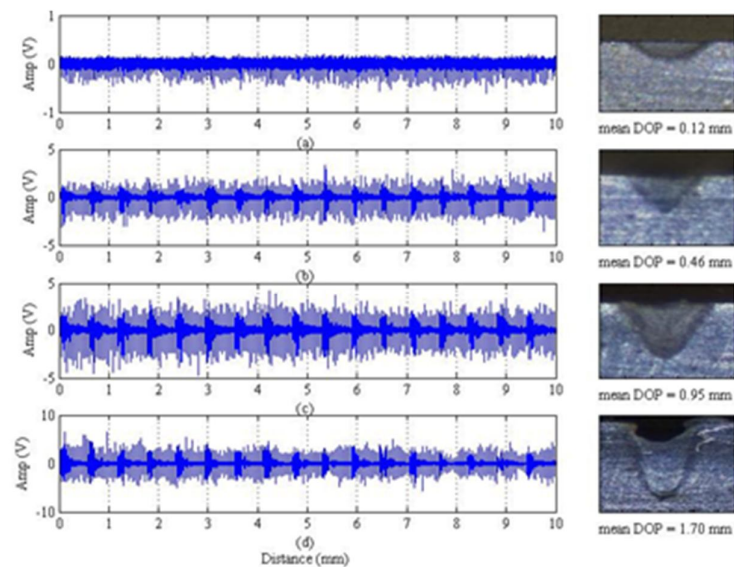 1
0
-1
Amp (V)
0 1 2 3 4 5 6 7 8 9 10
(a)
mean DOP = 0.12 mm
5
0
-5
Amp (V)
0 1 2 3 4 5 6 7 8 9 10
(b)
mean DOP = 0.46 mm
5
0
-5
Amp (V)
0 1 2 3 4 5 6 7 8 9 10
(c)
mean DOP = 0.95 mm
10
0
-10
Amp (V)
0 1 2 3 4 5 6 7 8 9 10
(d)
Distance (mm)
mean DOP = 1.70 mm